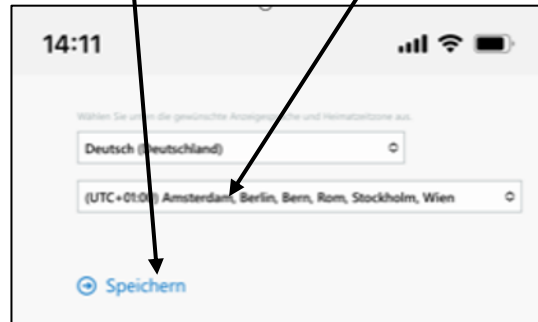 14:11
Wählen Sie unten die gewünschte Anzeigesprache und Heimatzeitzone aus.
Deutsch (Deutschland)
(UTC+01:00) Amsterdam, Berlin, Bern, Rom, Stockholm, Wien
Speichern